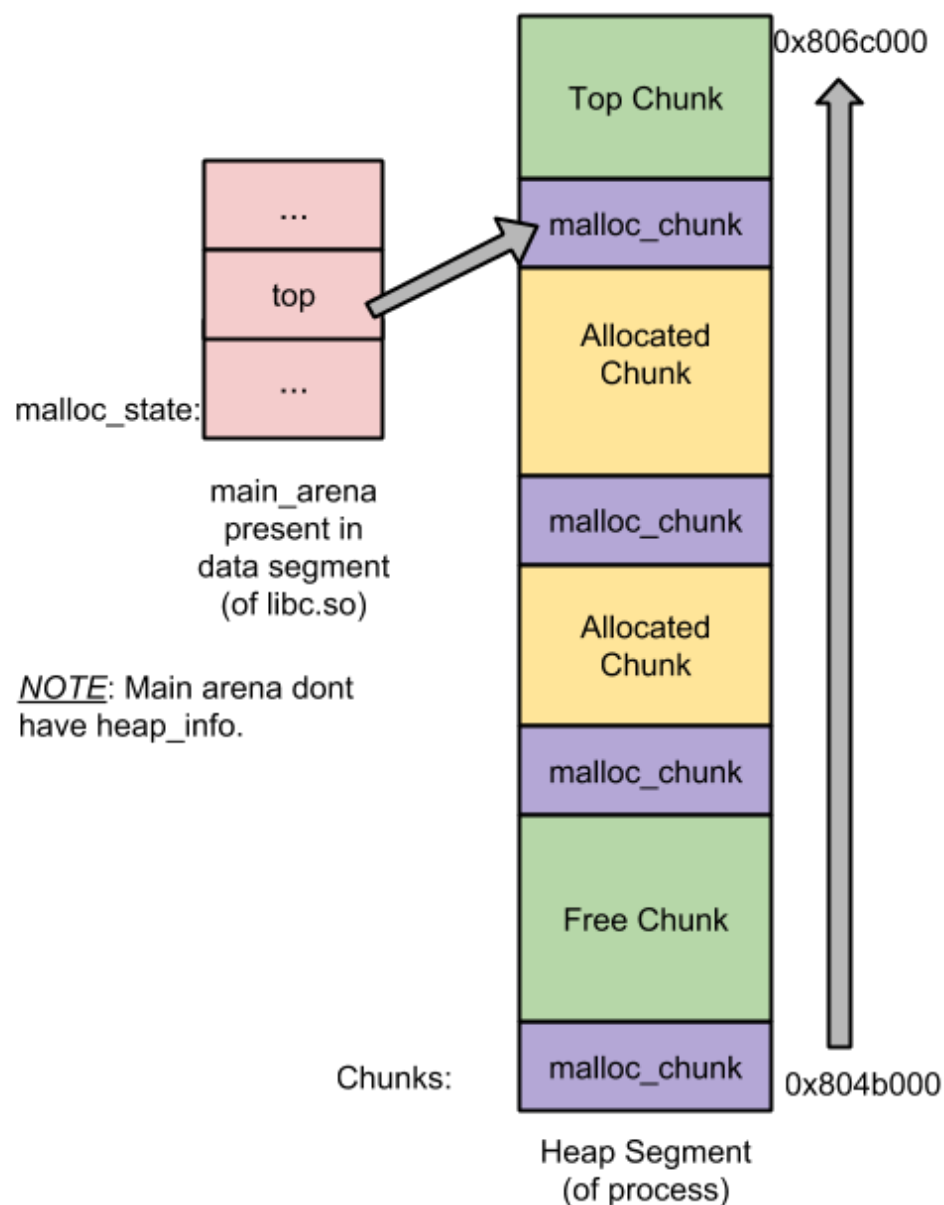 0x806c000
Top Chunk
malloc_chunk
...
top
...
malloc_state:
main_arena
present in
data segment
(of libc.so)
NOTE: Main arena dont
have heap_info.
Allocated
Chunk
malloc_chunk
Allocated
Chunk
malloc_chunk
Free Chunk
malloc_chunk
Chunks:
0x804b000
Heap Segment
(of process)